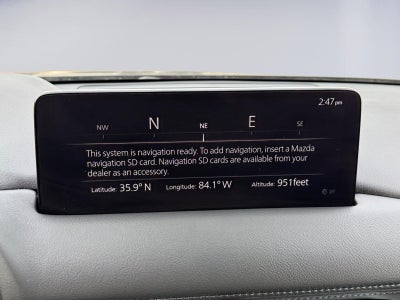 2:47pm
NW N NE E SE
This system is navigation ready. To add navigation, insert a Mazda
navigation SD card. Navigation SD cards are available from your
dealer as an accessory.
Latitude: 35.9° N Longitude: 84.1° W Altitude: 951feet